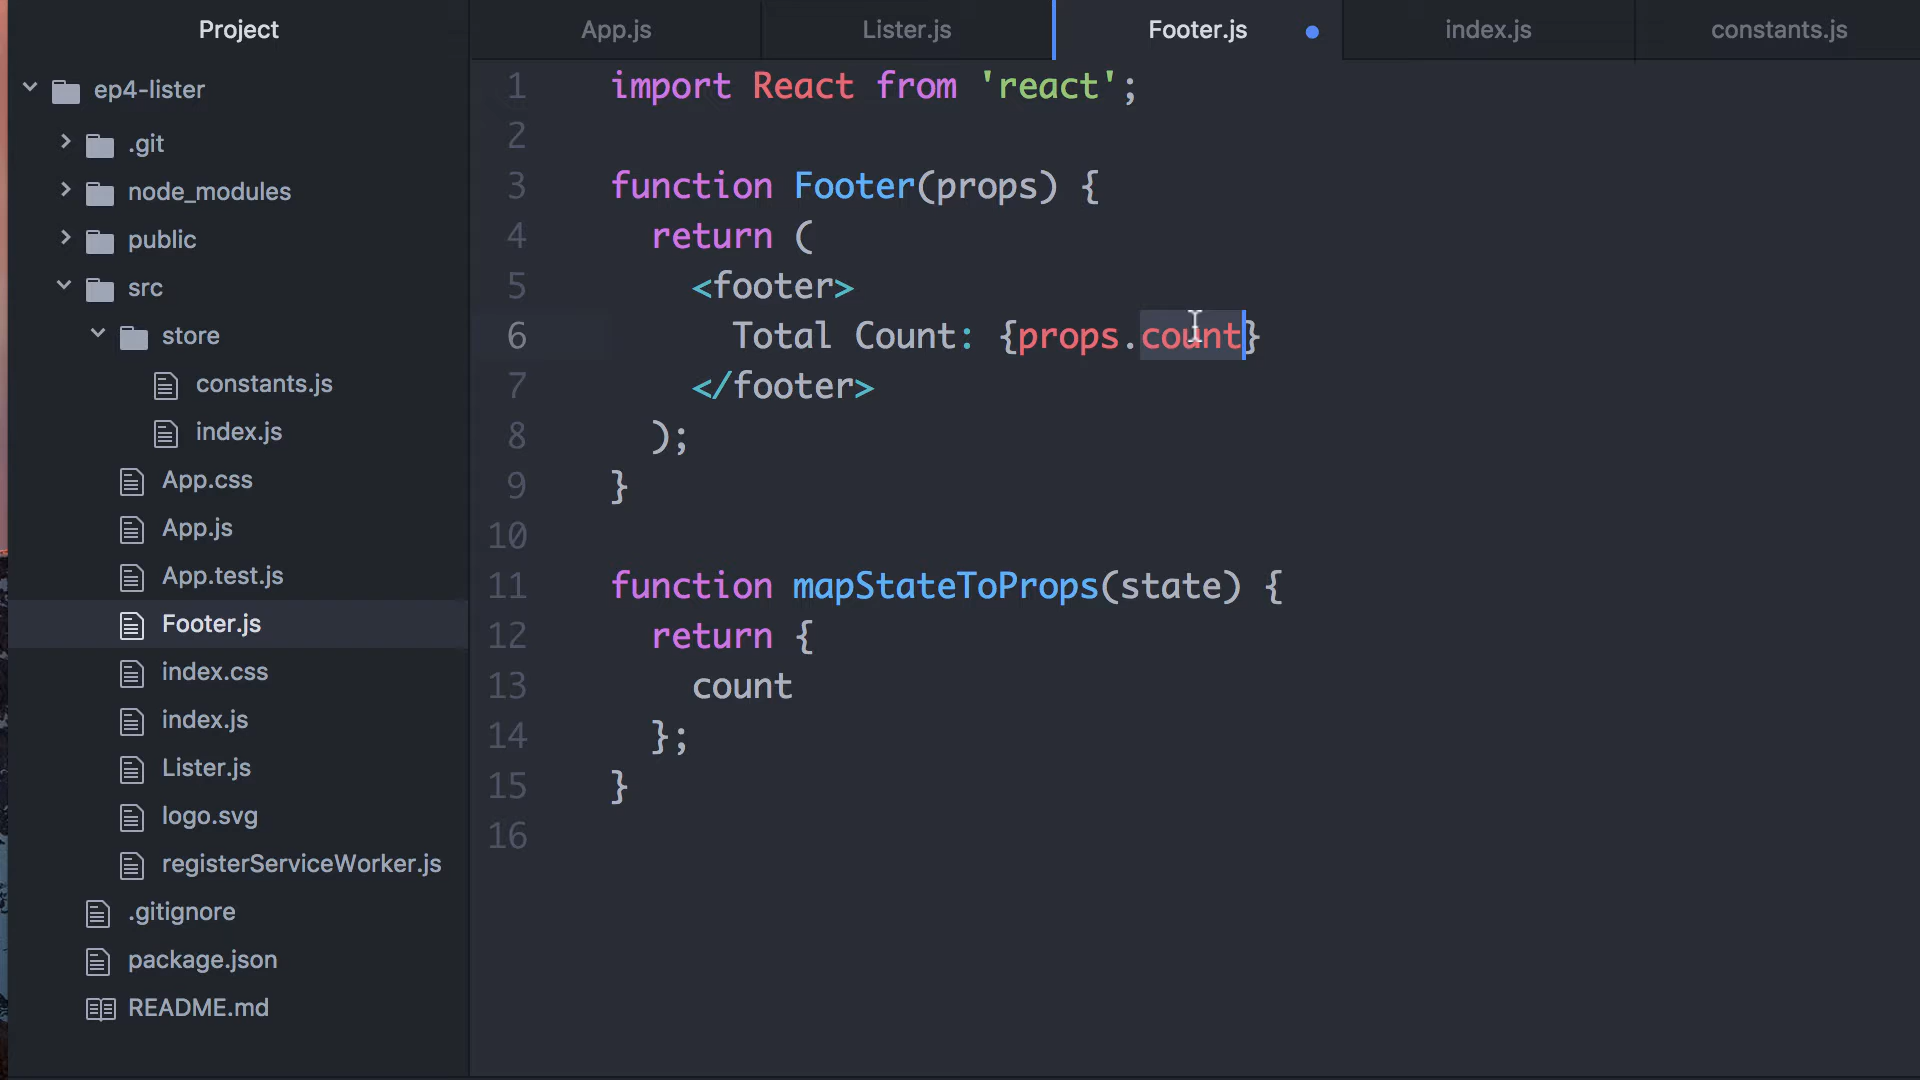 Project
ep4-lister
.git
node_modules
public
src
store
constants.js
index.js
App.css
App.js
App.test.js
Footer.js
index.css
index.js
Lister.js
logo.svg
registerServiceWorker.js
.gitignore
package.json
README.md
App.js Lister.js Footer.js index.js constants.js
1 import React from 'react';
2
3 function Footer(props) {
4 return (
5 <footer>
6 Total Count: {props.count}
7 </footer>
8 );
9 }
10
11 function mapStateToProps(state) {
12 return {
13 count
14 };
15 }
16